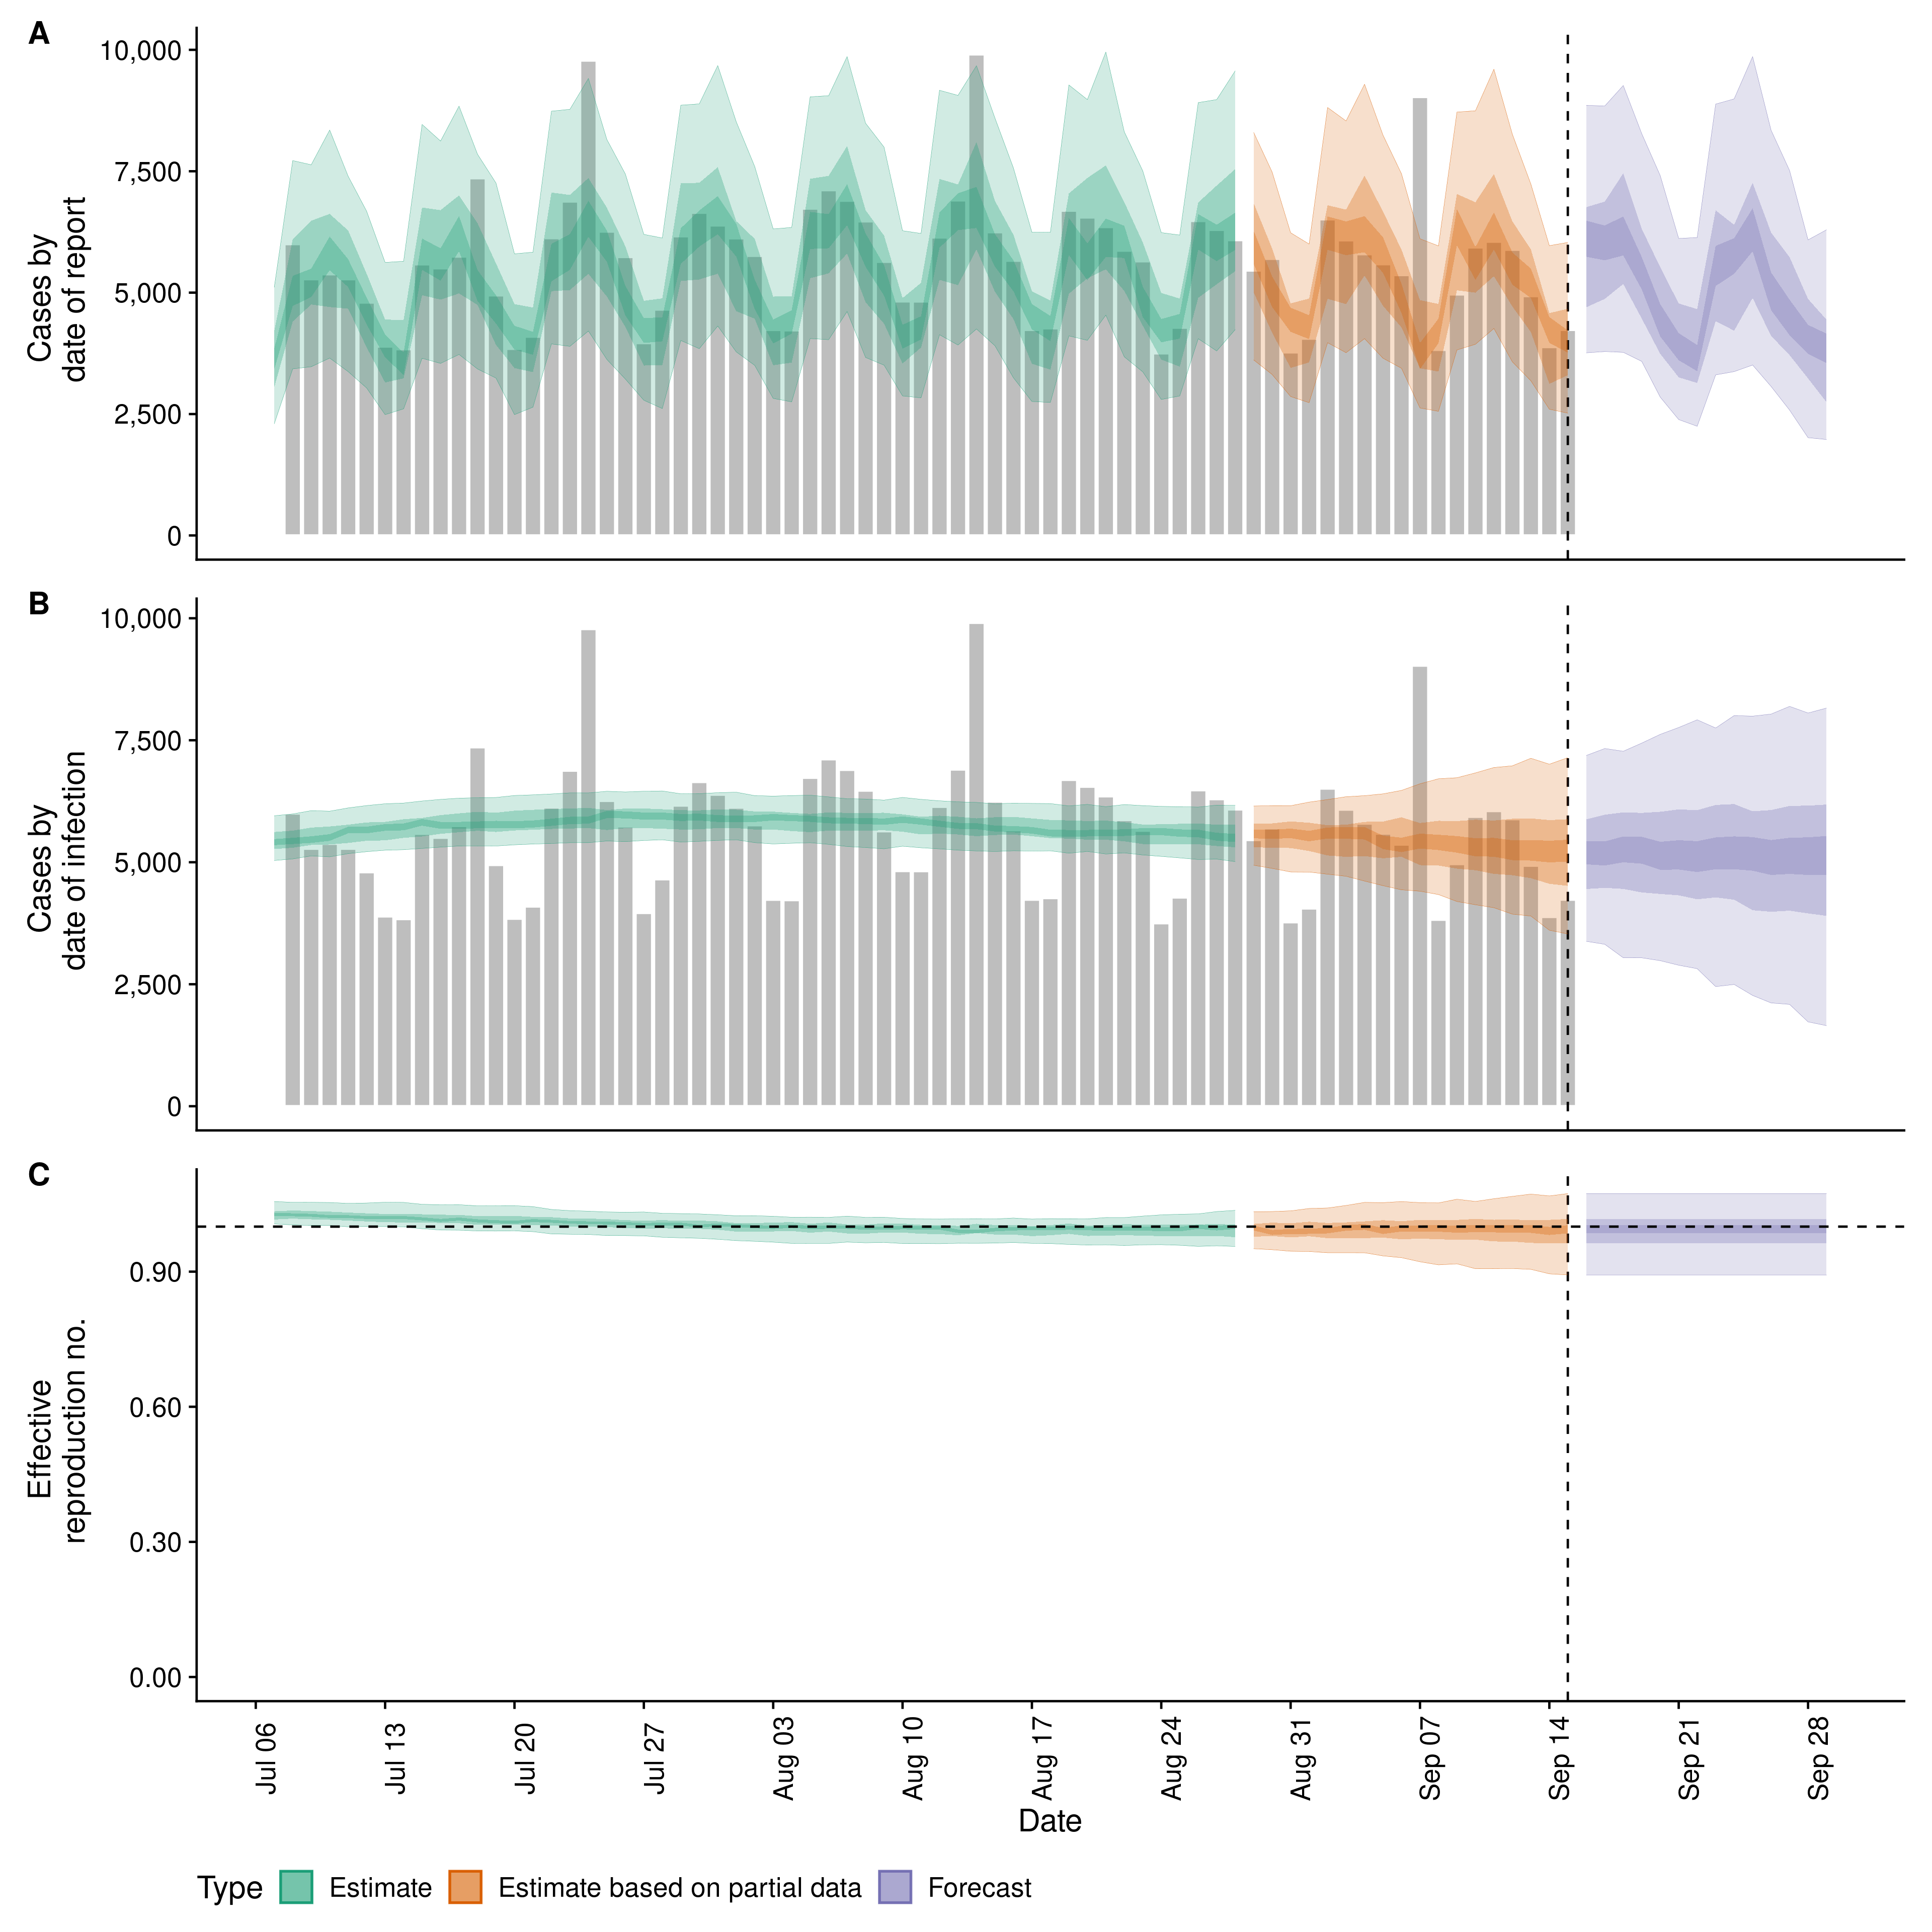 A
10,000
7,500
5,000
2,500
0
Cases by
date of report
B
10,000
7,500
5,000
2,500
0
Cases by
date of infection
C
0.90
0.60
0.30
0.00
Effective
reproduction no.
Jul 06
Jul 13
Jul 20
Jul 27
Aug 03
Aug 10
Aug 17
Aug 24
Aug 31
Sep 07
Sep 14
Sep 21
Sep 28
Date
Type Estimate Estimate based on partial data Forecast